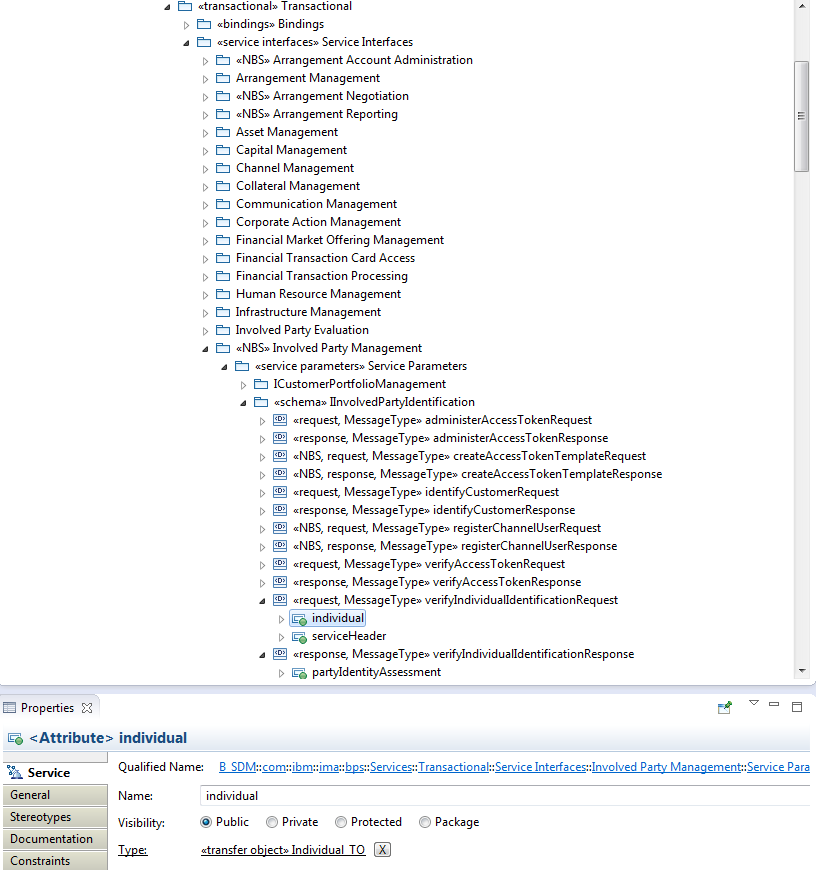 «transactional» Transactional
«bindings» Bindings
«service interfaces» Service Interfaces
«NBS» Arrangement Account Administration
Arrangement Management
«NBS» Arrangement Negotiation
«NBS» Arrangement Reporting
Asset Management
Capital Management
Channel Management
Collateral Management
Communication Management
Corporate Action Management
Financial Market Offering Management
Financial Transaction Card Access
Financial Transaction Processing
Human Resource Management
Infrastructure Management
Involved Party Evaluation
«NBS» Involved Party Management
«service parameters» Service Parameters
ICustomerPortfolioManagement
«schema» IInvolvedPartyIdentification
«request, MessageType» administerAccessTokenRequest
«response, MessageType» administerAccessTokenResponse
«NBS, request, MessageType» createAccessTokenTemplateRequest
«NBS, response, MessageType» createAccessTokenTemplateResponse
«request, MessageType» identifyCustomerRequest
«response, MessageType» identifyCustomerResponse
«NBS, request, MessageType» registerChannelUserRequest
«NBS, response, MessageType» registerChannelUserResponse
«request, MessageType» verifyAccessTokenRequest
«response, MessageType» verifyAccessTokenResponse
«request, MessageType» verifyIndividualIdentificationRequest
individual
serviceHeader
«response, MessageType» verifyIndividualIdentificationResponse
partyIdentityAssessment
Properties
<Attribute> individual
Service
Qualified Name: B_SDM::com::ibm::ima::bps::Services::Transactional::Service Interfaces::Involved Party Management::Service Para
General
Name: individual
Stereotypes
Visibility: Public Private Protected Package
Documentation
Type: «transfer object» Individual_TO X
Constraints